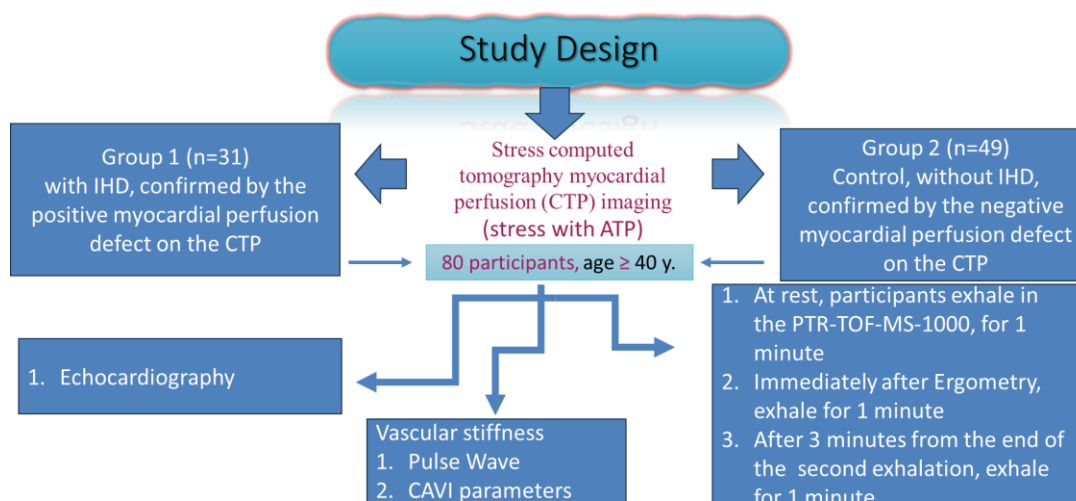 Study Design
Group 1 (n=31)
with IHD, confirmed by the
positive myocardial perfusion
defect on the CTP
Stress computed
tomography myocardial
perfusion (CTP) imaging
(stress with ATP)
80 participants, age ≥ 40 y.
Group 2 (n=49)
Control, without IHD,
confirmed by the negative
myocardial perfusion defect
on the CTP
1. Echocardiography
Vascular stiffness
1. Pulse Wave
2. CAVI parameters
1. At rest, participants exhale in
the PTR-TOF-MS-1000, for 1
minute
2. Immediately after Ergometry,
exhale for 1 minute
3. After 3 minutes from the end of
the second exhalation, exhale
for 1 minute